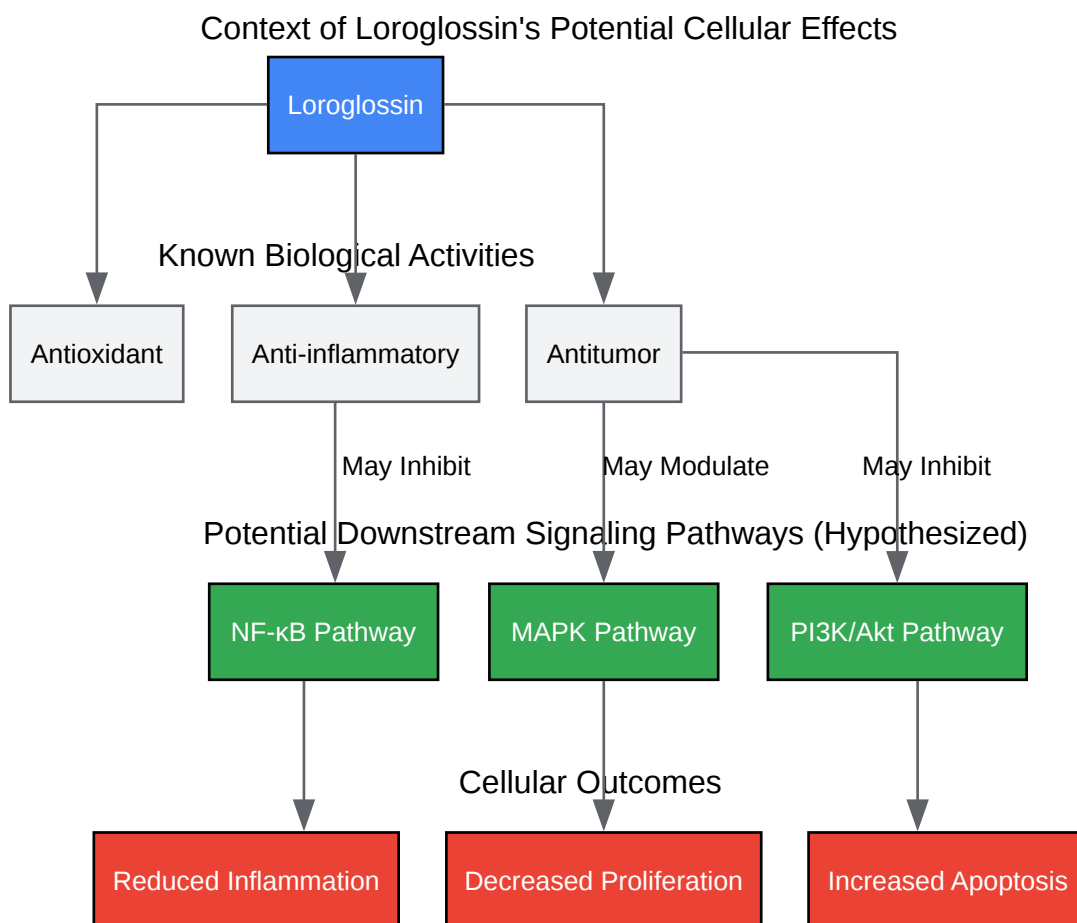 Context of Loroglossin's Potential Cellular Effects
Loroglossin
Known Biological Activities
Antioxidant
Anti-inflammatory
Antitumor
May Inhibit
May Modulate
May Inhibit
Potential Downstream Signaling Pathways (Hypothesized)
NF-κB Pathway
MAPK Pathway
PI3K/Akt Pathway
Cellular Outcomes
Reduced Inflammation
Decreased Proliferation
Increased Apoptosis